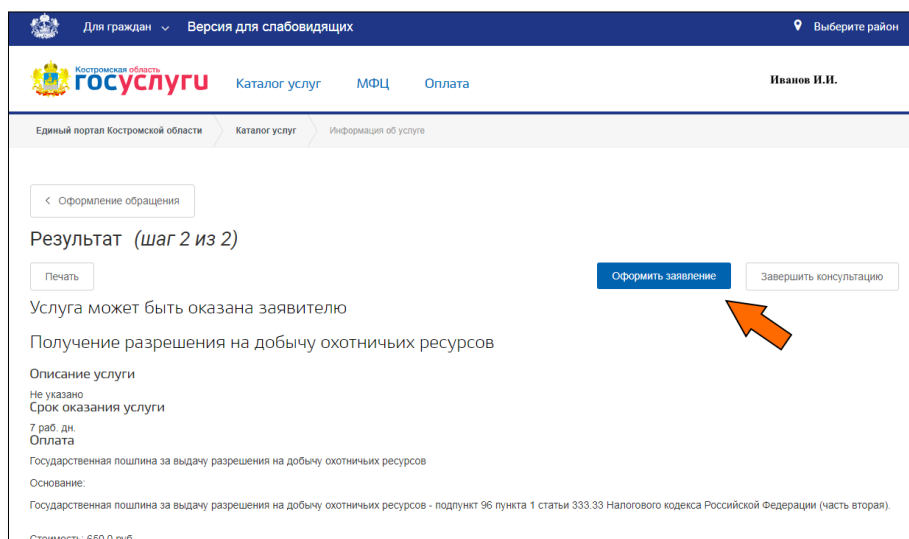 Для граждан Версия для слабовидящих Выберите район
Костромская область
госуслуги Каталог услуг МФЦ Оплата Иванов И.И.
Единый портал Костромской области Каталог услуг Информация об услуге
Оформление обращения
Результат (шаг 2 из 2)
Печать Оформить заявление Завершить консультацию
Услуга может быть оказана заявителю
Получение разрешения на добычу охотничьих ресурсов
Описание услуги
Не указано
Срок оказания услуги
7 раб. дн.
Оплата
Государственная пошлина за выдачу разрешения на добычу охотничьих ресурсов
Основание:
Государственная пошлина за выдачу разрешения на добычу охотничьих ресурсов - подпункт 96 пункта 1 статьи 333.33 Налогового кодекса Российской Федерации (часть вторая).
Стоимость: 650.0 руб.